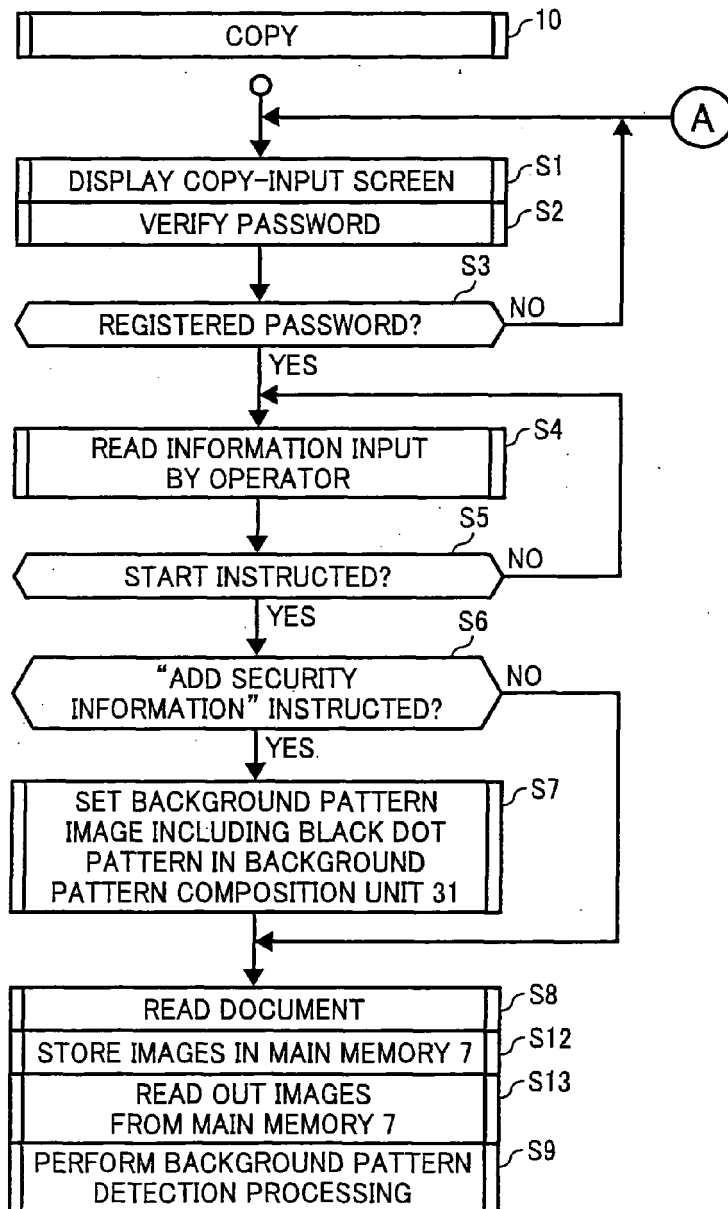 COPY
10
A
DISPLAY COPY-INPUT SCREEN
S1
VERIFY PASSWORD
S2
S3
REGISTERED PASSWORD?
NO
YES
READ INFORMATION INPUT
BY OPERATOR
S4
S5
START INSTRUCTED?
NO
YES
S6
“ADD SECURITY
INFORMATION” INSTRUCTED?
NO
YES
SET BACKGROUND PATTERN
IMAGE INCLUDING BLACK DOT
PATTERN IN BACKGROUND
PATTERN COMPOSITION UNIT 31
S7
READ DOCUMENT
S8
STORE IMAGES IN MAIN MEMORY 7
S12
READ OUT IMAGES
FROM MAIN MEMORY 7
S13
PERFORM BACKGROUND PATTERN
DETECTION PROCESSING
S9